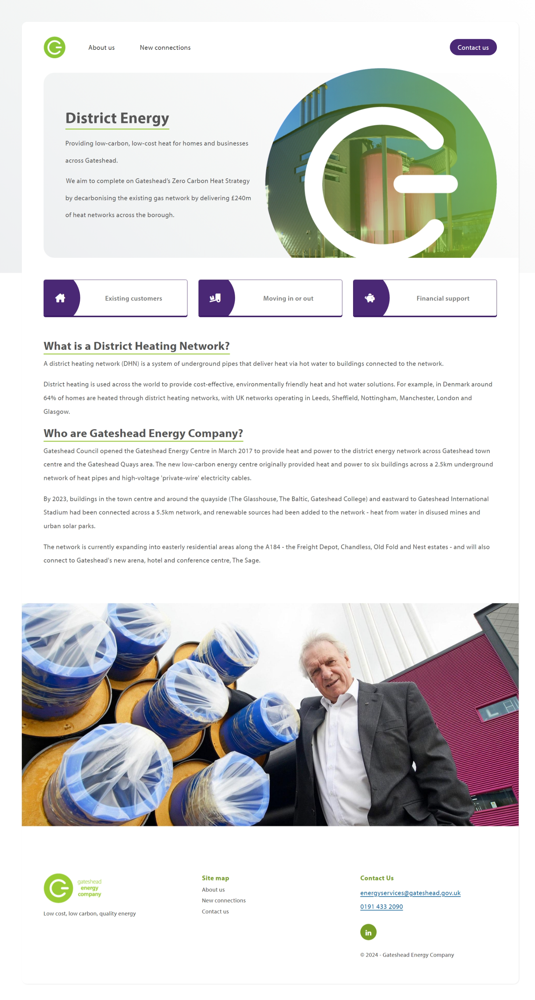 About us
New connections
Contact us
District Energy
Providing low-carbon, low-cost heat for homes and businesses
across Gateshead.
We aim to complete on Gateshead’s Zero Carbon Heat Strategy
by decarbonising the existing gas network by delivering £240m
of heat networks across the borough.
Existing customers
Moving in or out
Financial support
What is a District Heating Network?
A district heating network (DHN) is a system of underground pipes that deliver heat via hot water to buildings connected to the network.
District heating is used across the world to provide cost-effective, environmentally friendly heat and hot water solutions. For example, in Denmark around
64% of homes are heated through district heating networks, with UK networks operating in Leeds, Sheffield, Nottingham, Manchester, London and
Glasgow.
Who are Gateshead Energy Company?
Gateshead Council opened the Gateshead Energy Centre in March 2017 to provide heat and power to the district energy network across Gateshead town
centre and the Gateshead Quays area. The new low-carbon energy centre originally provided heat and power to six buildings across a 2.5km underground
network of heat pipes and high-voltage 'private-wire' electricity cables.
By 2023, buildings in the town centre and around the quayside (The Glasshouse, The Baltic, Gateshead College) and eastward to Gateshead International
Stadium had been connected across a 5.5km network, and renewable sources had been added to the network - heat from water in disused mines and
urban solar parks.
The network is currently expanding into easterly residential areas along the A184 - the Freight Depot, Chandless, Old Fold and Nest estates - and will also
connect to Gateshead's new arena, hotel and conference centre, The Sage.
gateshead
energy
company
Low cost, low carbon, quality energy
Site map
About us
New connections
Contact us
Contact Us
energyservices@gateshead.gov.uk
0191 433 2090
in
© 2024 - Gateshead Energy Company